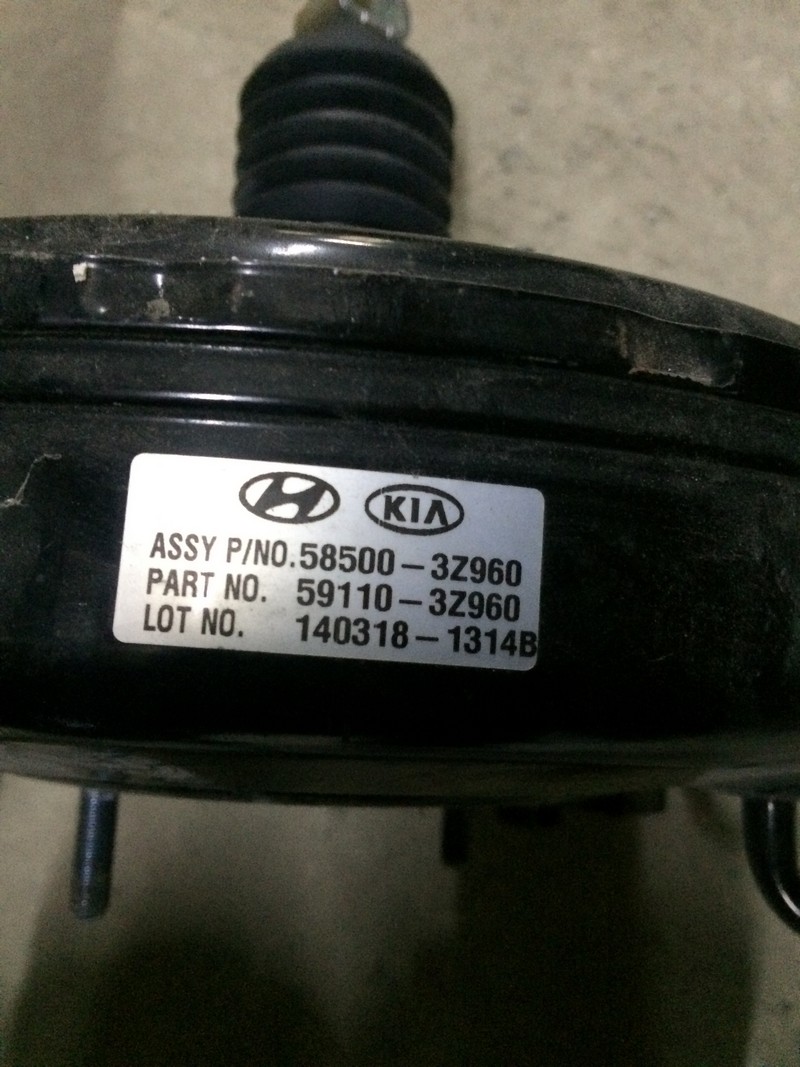 KIA
ASSY P/NO. 58500-3Z960
PART NO. 59110-3Z960
LOT NO. 140318-1314B